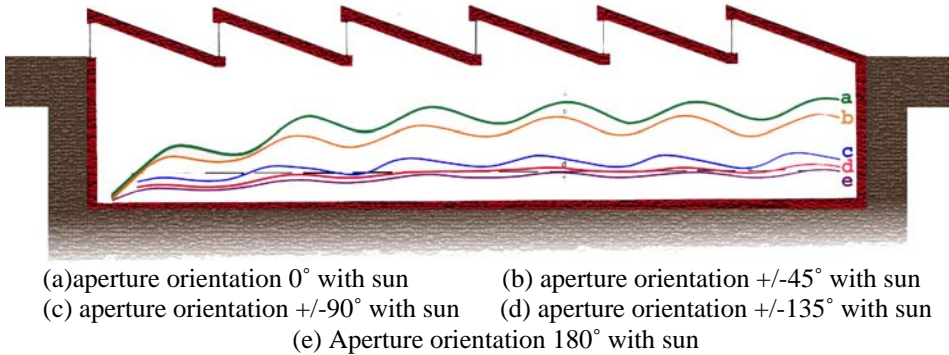 a
b
c
d
e
d
(a)aperture orientation 0˚ with sun (b) aperture orientation +/-45˚ with sun
(c) aperture orientation +/-90˚ with sun (d) aperture orientation +/-135˚ with sun
(e) Aperture orientation 180˚ with sun